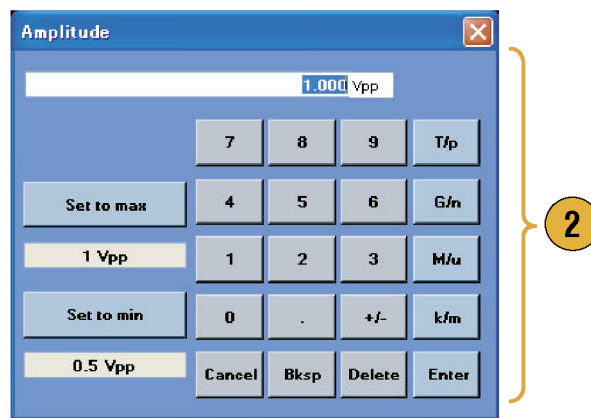 Amplitude
1.000 Vpp
7 8 9 T/p
Set to max 4 5 6 G/n
1 Vpp 1 2 3 M/u
Set to min 0 . +/- k/m
0.5 Vpp Cancel Bksp Delete Enter
2